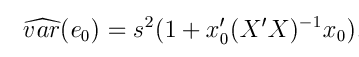 $\widehat{var}(e_0) = s^2(1 + x_0'(X'X)^{-1}x_0)$